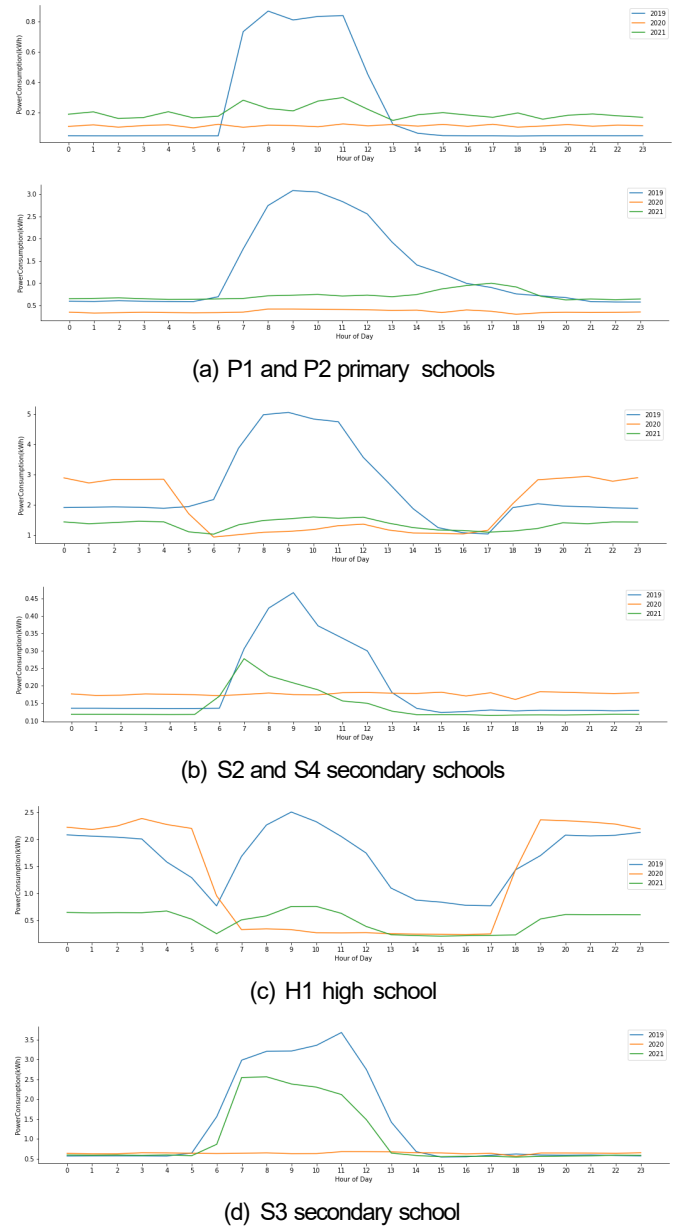 2019
2020
2021
PowerConsumption(kWh)
0.8
0.6
0.4
0.2
0 1 2 3 4 5 6 7 8 9 10 11 12 13 14 15 16 17 18 19 20 21 22 23
Hour of Day
2019
2020
2021
PowerConsumption(kWh)
3.0
2.5
2.0
1.5
1.0
0.5
0 1 2 3 4 5 6 7 8 9 10 11 12 13 14 15 16 17 18 19 20 21 22 23
Hour of Day
(a) P1 and P2 primary schools
2019
2020
2021
PowerConsumption(kWh)
5
4
3
2
1
0 1 2 3 4 5 6 7 8 9 10 11 12 13 14 15 16 17 18 19 20 21 22 23
Hour of Day
2019
2020
2021
PowerConsumption(kWh)
0.45
0.40
0.35
0.30
0.25
0.20
0.15
0.10
0 1 2 3 4 5 6 7 8 9 10 11 12 13 14 15 16 17 18 19 20 21 22 23
Hour of Day
(b) S2 and S4 secondary schools
2019
2020
2021
PowerConsumption(kWh)
2.5
2.0
1.5
1.0
0.5
0 1 2 3 4 5 6 7 8 9 10 11 12 13 14 15 16 17 18 19 20 21 22 23
Hour of Day
(c) H1 high school
2019
2020
2021
PowerConsumption(kWh)
3.5
3.0
2.5
2.0
1.5
1.0
0.5
0 1 2 3 4 5 6 7 8 9 10 11 12 13 14 15 16 17 18 19 20 21 22 23
Hour of Day
(d) S3 secondary school